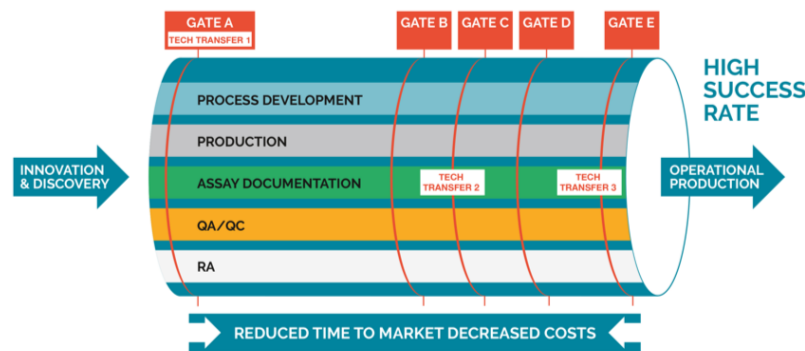 GATE A
TECH TRANSFER 1
GATE B
GATE C
GATE D
GATE E
HIGH
SUCCESS
RATE
PROCESS DEVELOPMENT
PRODUCTION
INNOVATION
& DISCOVERY
ASSAY DOCUMENTATION
TECH
TRANSFER 2
TECH
TRANSFER 3
OPERATIONAL
PRODUCTION
QA/QC
RA
REDUCED TIME TO MARKET DECREASED COSTS